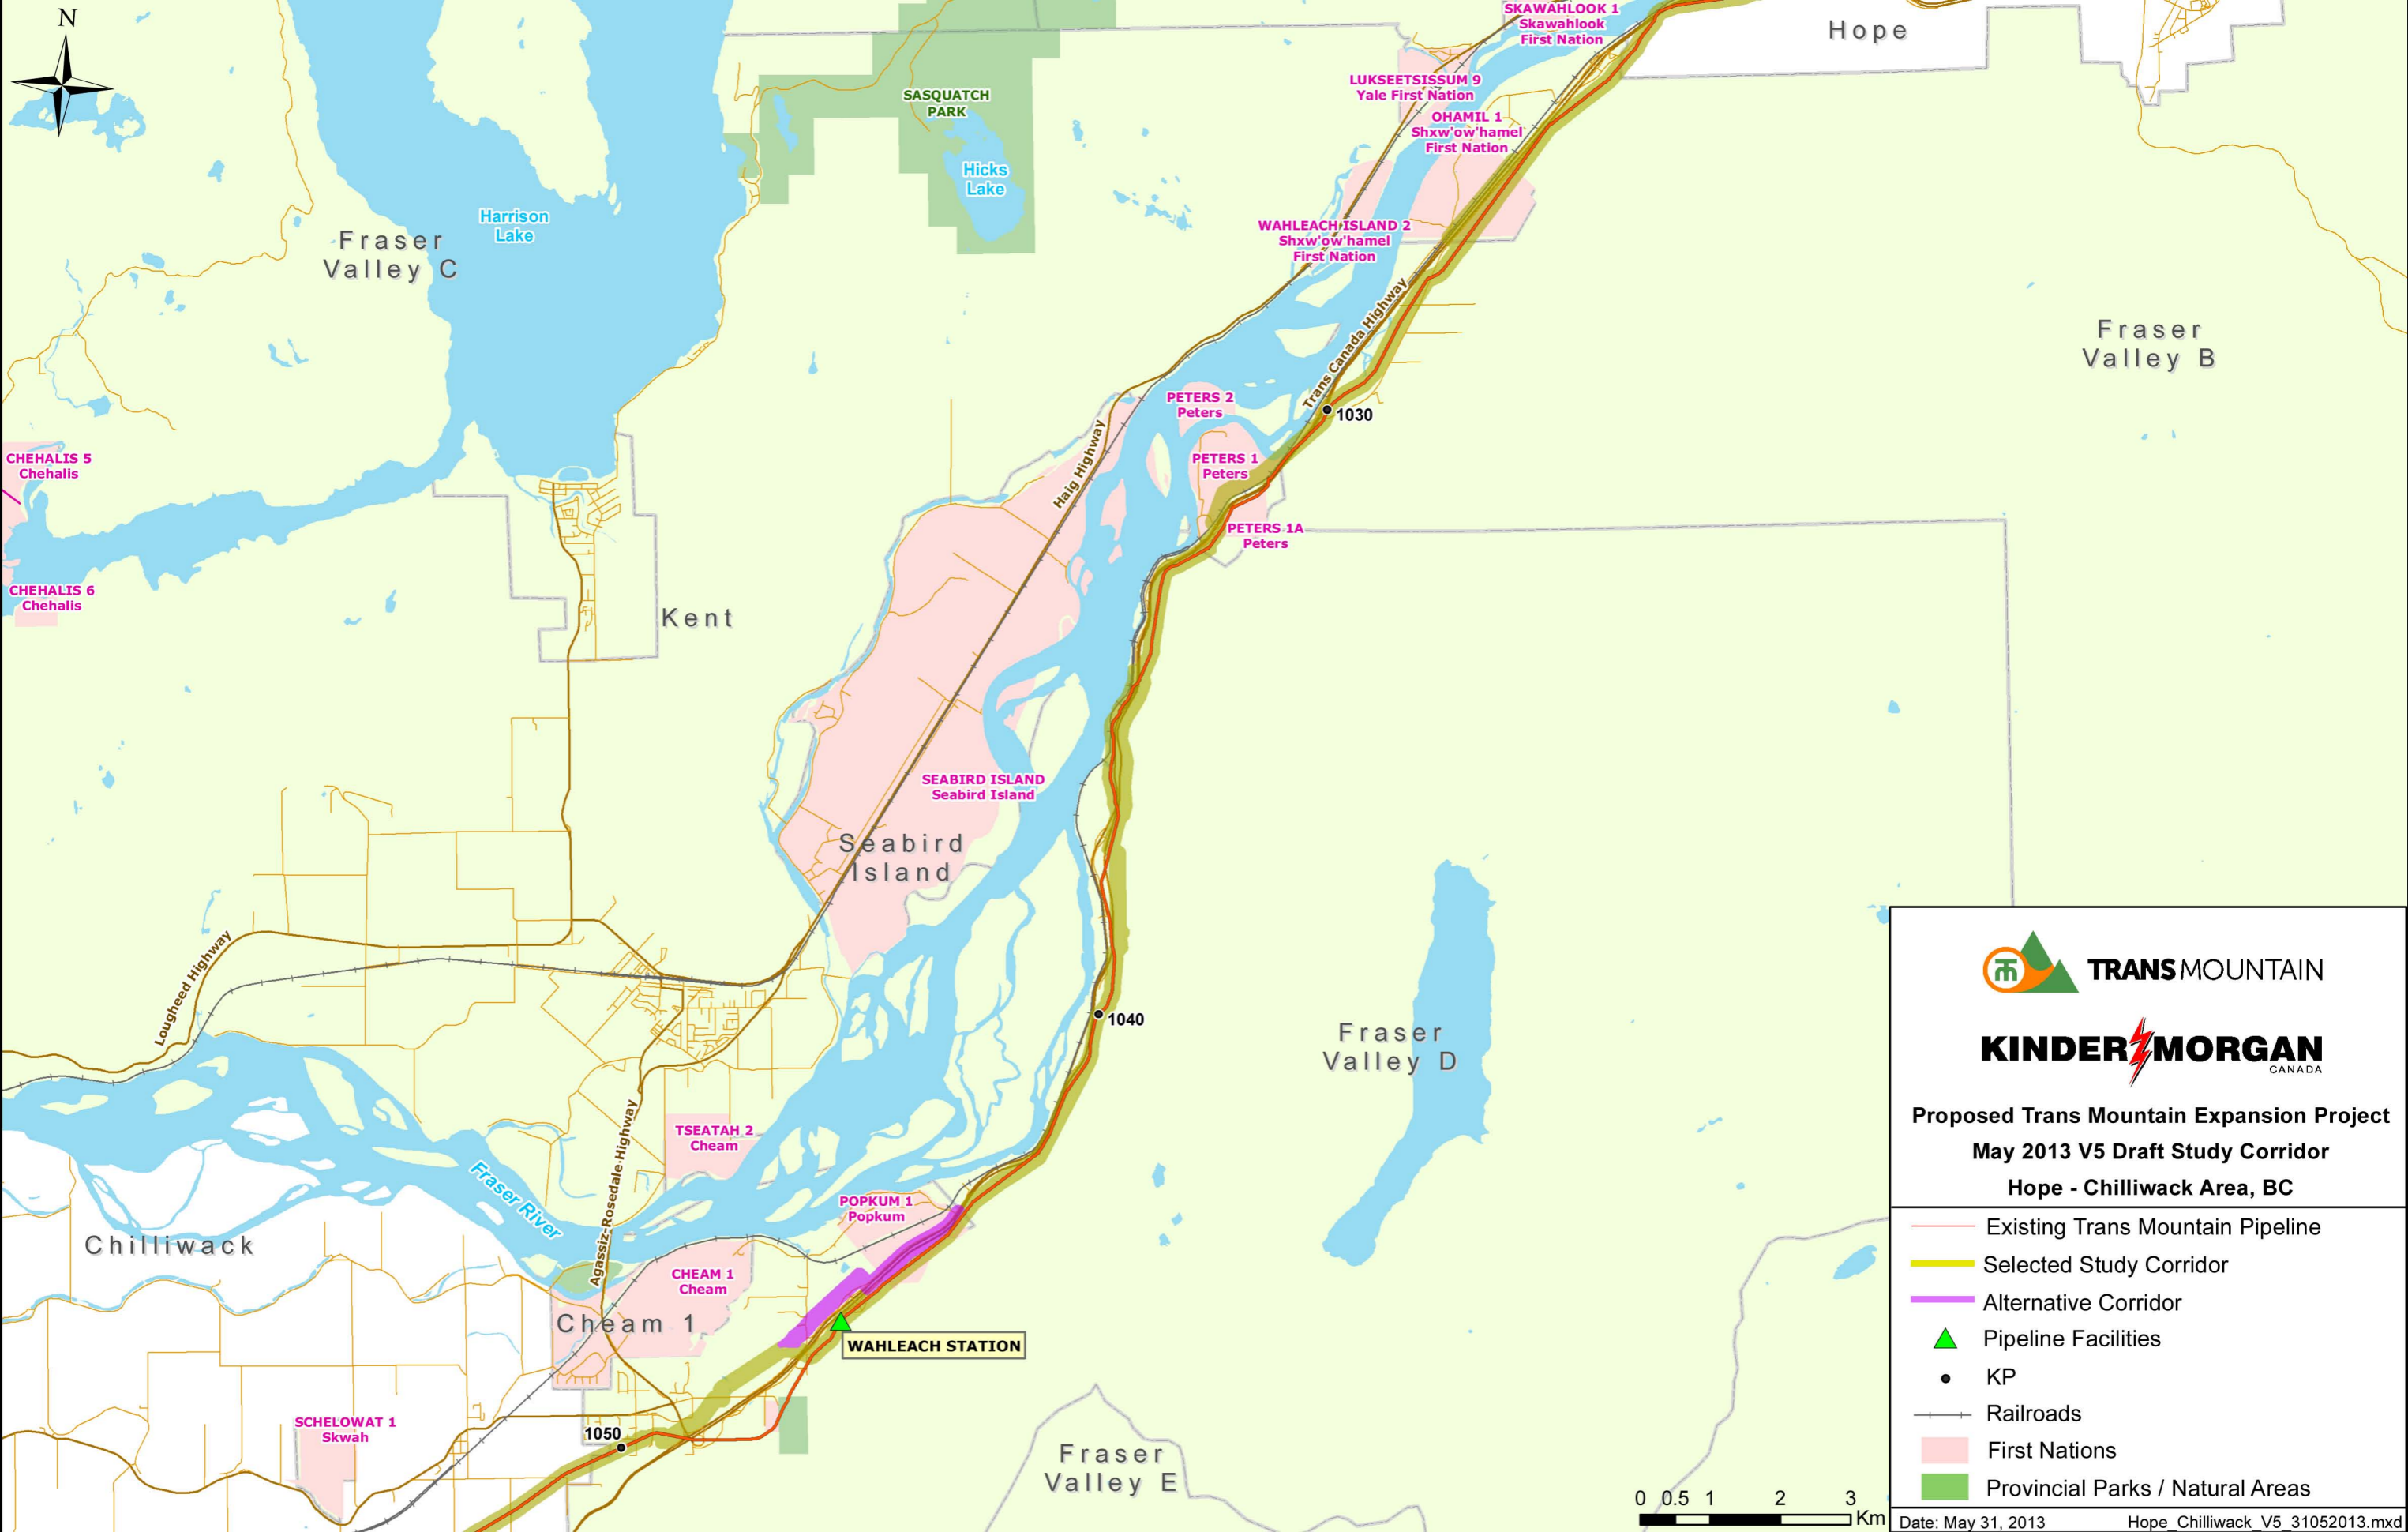 N
SKAWAHLOOK 1
Skawahlook
First Nation
Hope
LUKSEETSISSUM 9
Yale First Nation
SASQUATCH
PARK
OHAMIL 1
Shxw'ow'hamel
First Nation
Hicks
Lake
Harrison
Lake
Fraser
Valley C
WAHLEACH ISLAND 2
Shxw'ow'hamel
First Nation
Trans Canada Highway
Fraser
Valley B
PETERS 2
Peters
1030
Haig Highway
CHEHALIS 5
Chehalis
PETERS 1
Peters
PETERS 1A
Peters
CHEHALIS 6
Chehalis
Kent
SEABIRD ISLAND
Seabird Island
Seabird
Island
Lougheed Highway
1040
Fraser
Valley D
TSEATAH 2
Cheam
Agassiz-Rosedale Highway
Fraser River
POPKUM 1
Popkum
Chilliwack
CHEAM 1
Cheam
Cheam 1
WAHLEACH STATION
SCHELOWAT 1
Skwah
1050
Fraser
Valley E
0 0.5 1 2 3
Km
TRANSMOUNTAIN
KINDER MORGAN
CANADA
Proposed Trans Mountain Expansion Project
May 2013 V5 Draft Study Corridor
Hope - Chilliwack Area, BC
Existing Trans Mountain Pipeline
Selected Study Corridor
Alternative Corridor
Pipeline Facilities
KP
Railroads
First Nations
Provincial Parks / Natural Areas
Date: May 31, 2013 Hope_Chilliwack_V5_31052013.mxd